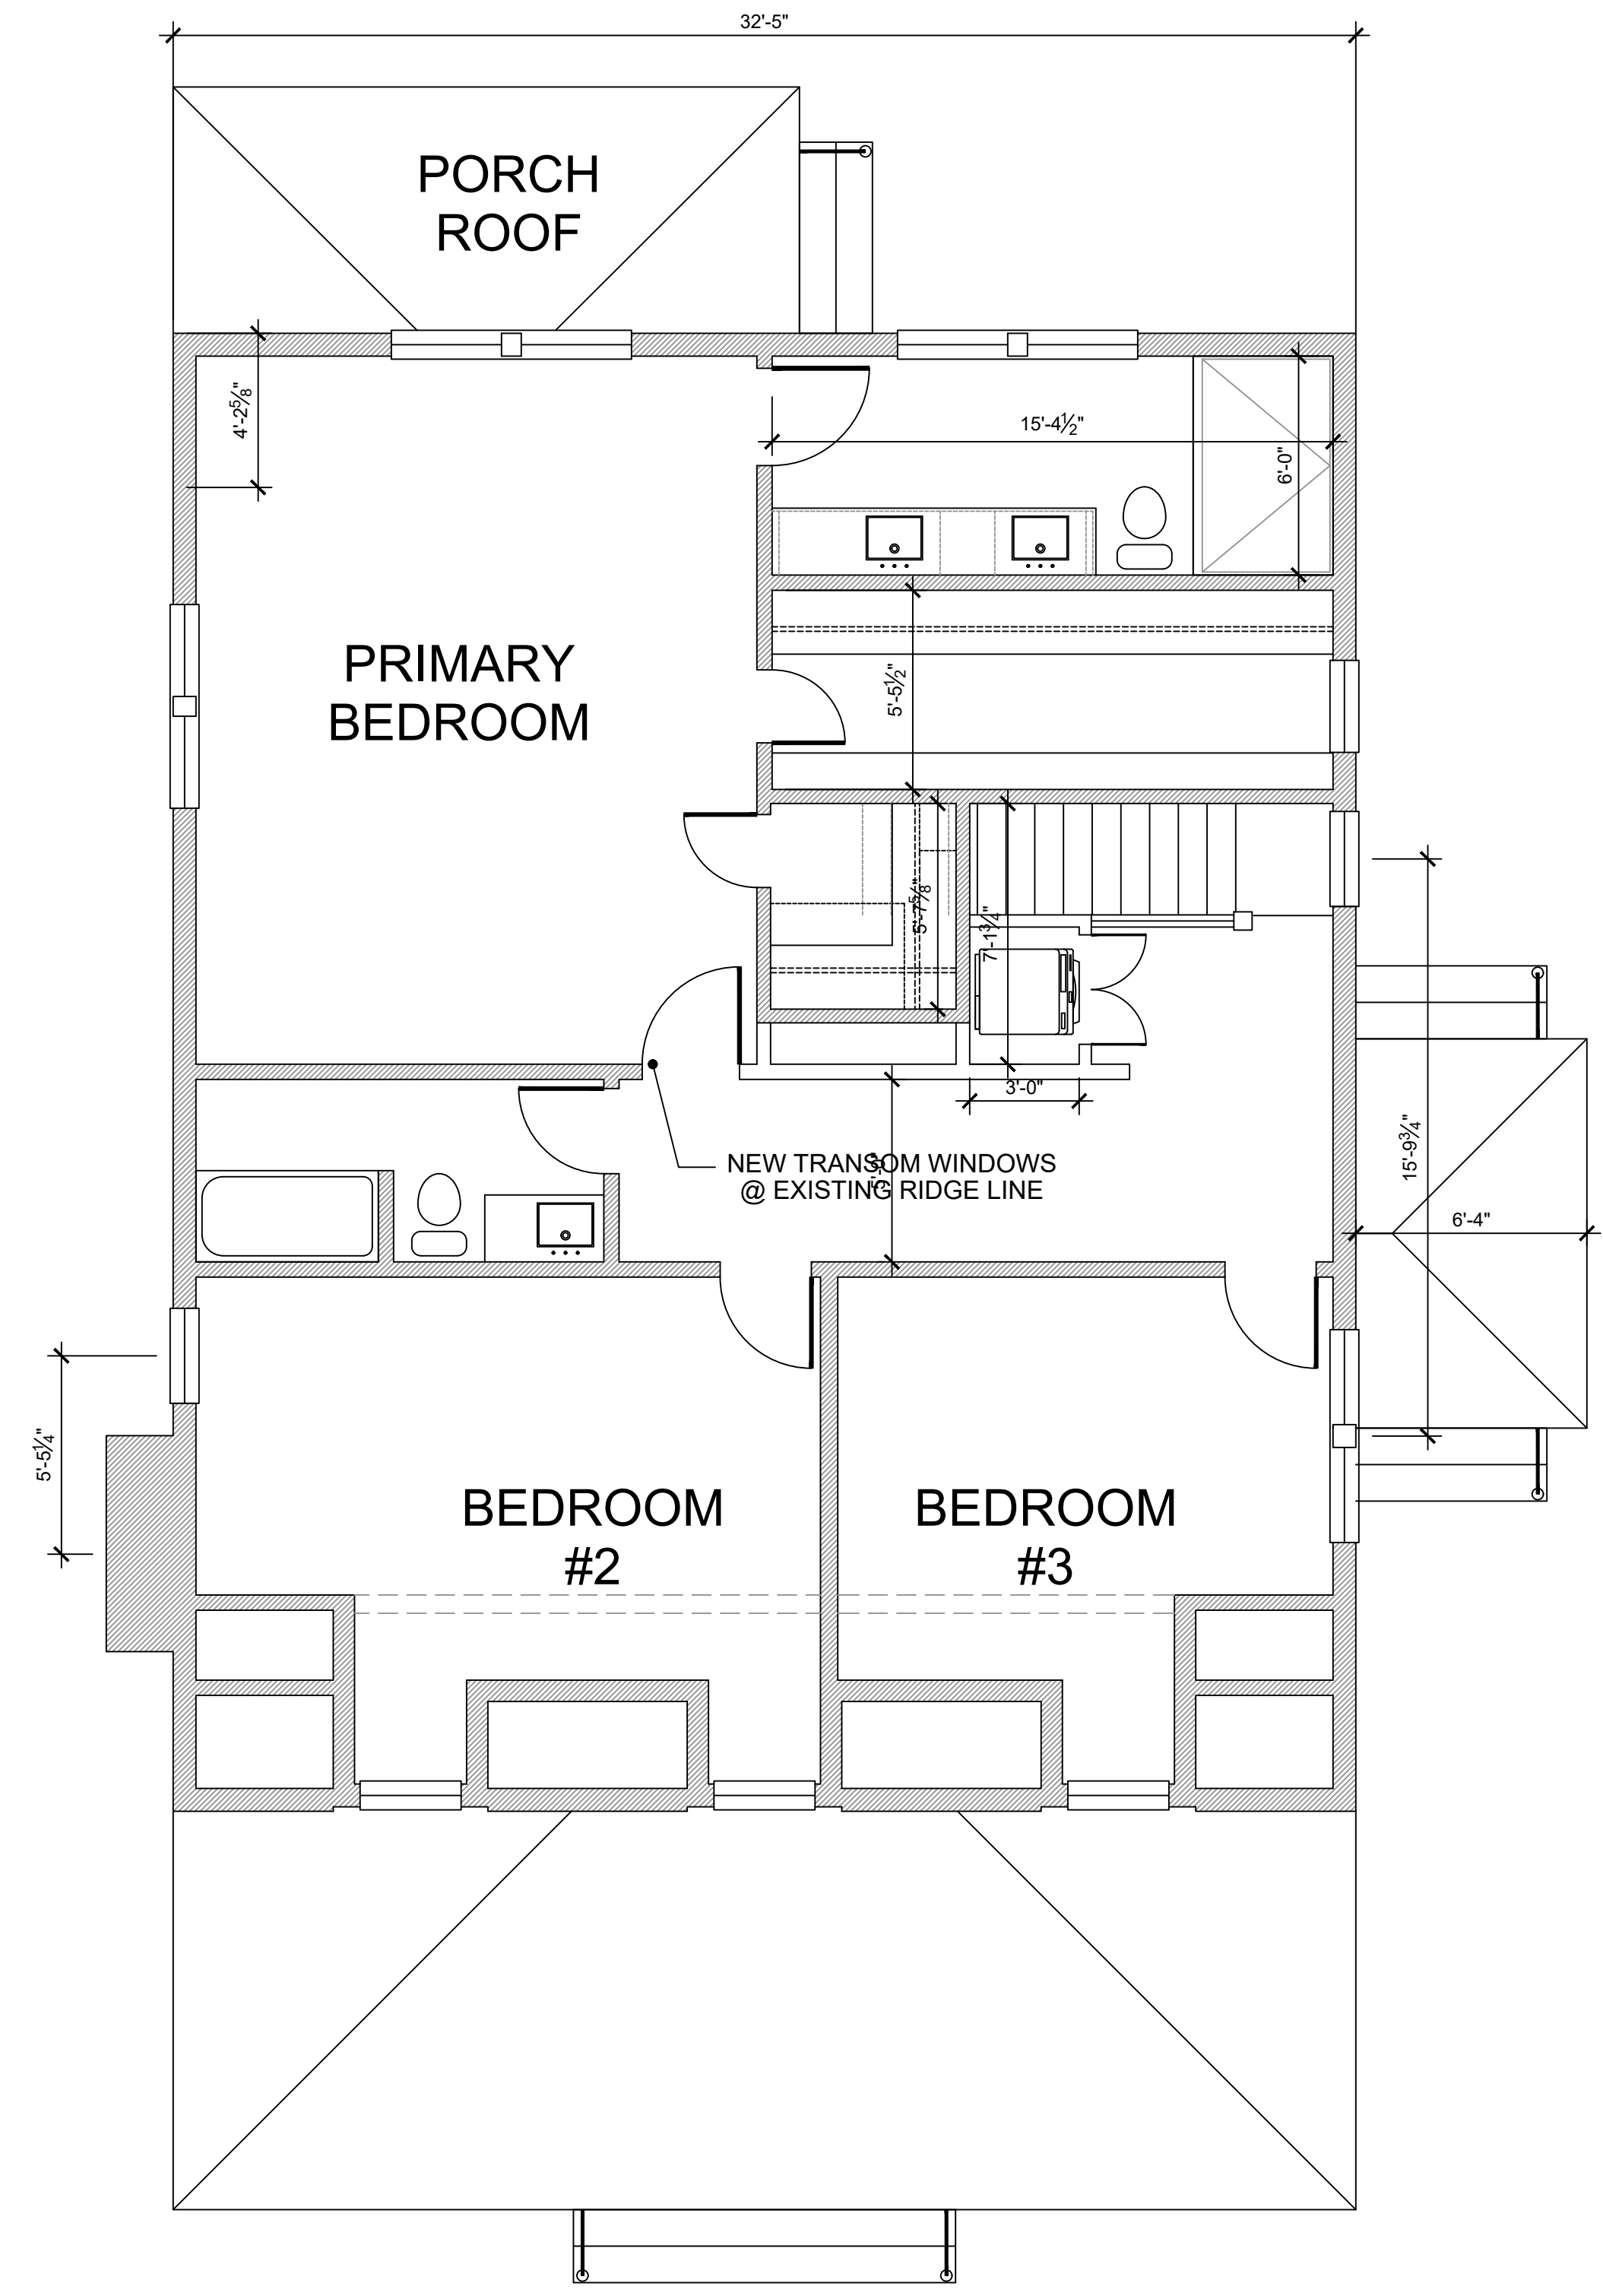 32'-5"
PORCH
ROOF
4'-2⅝"
15'-4½"
6'-0"
PRIMARY
BEDROOM
5'-5½"
5'-7⅝"
7'-1¾"
3'-0"
NEW TRANSOM WINDOWS
@ EXISTING RIDGE LINE
15'-9¾"
6'-4"
5'-5¼"
BEDROOM
#2
BEDROOM
#3